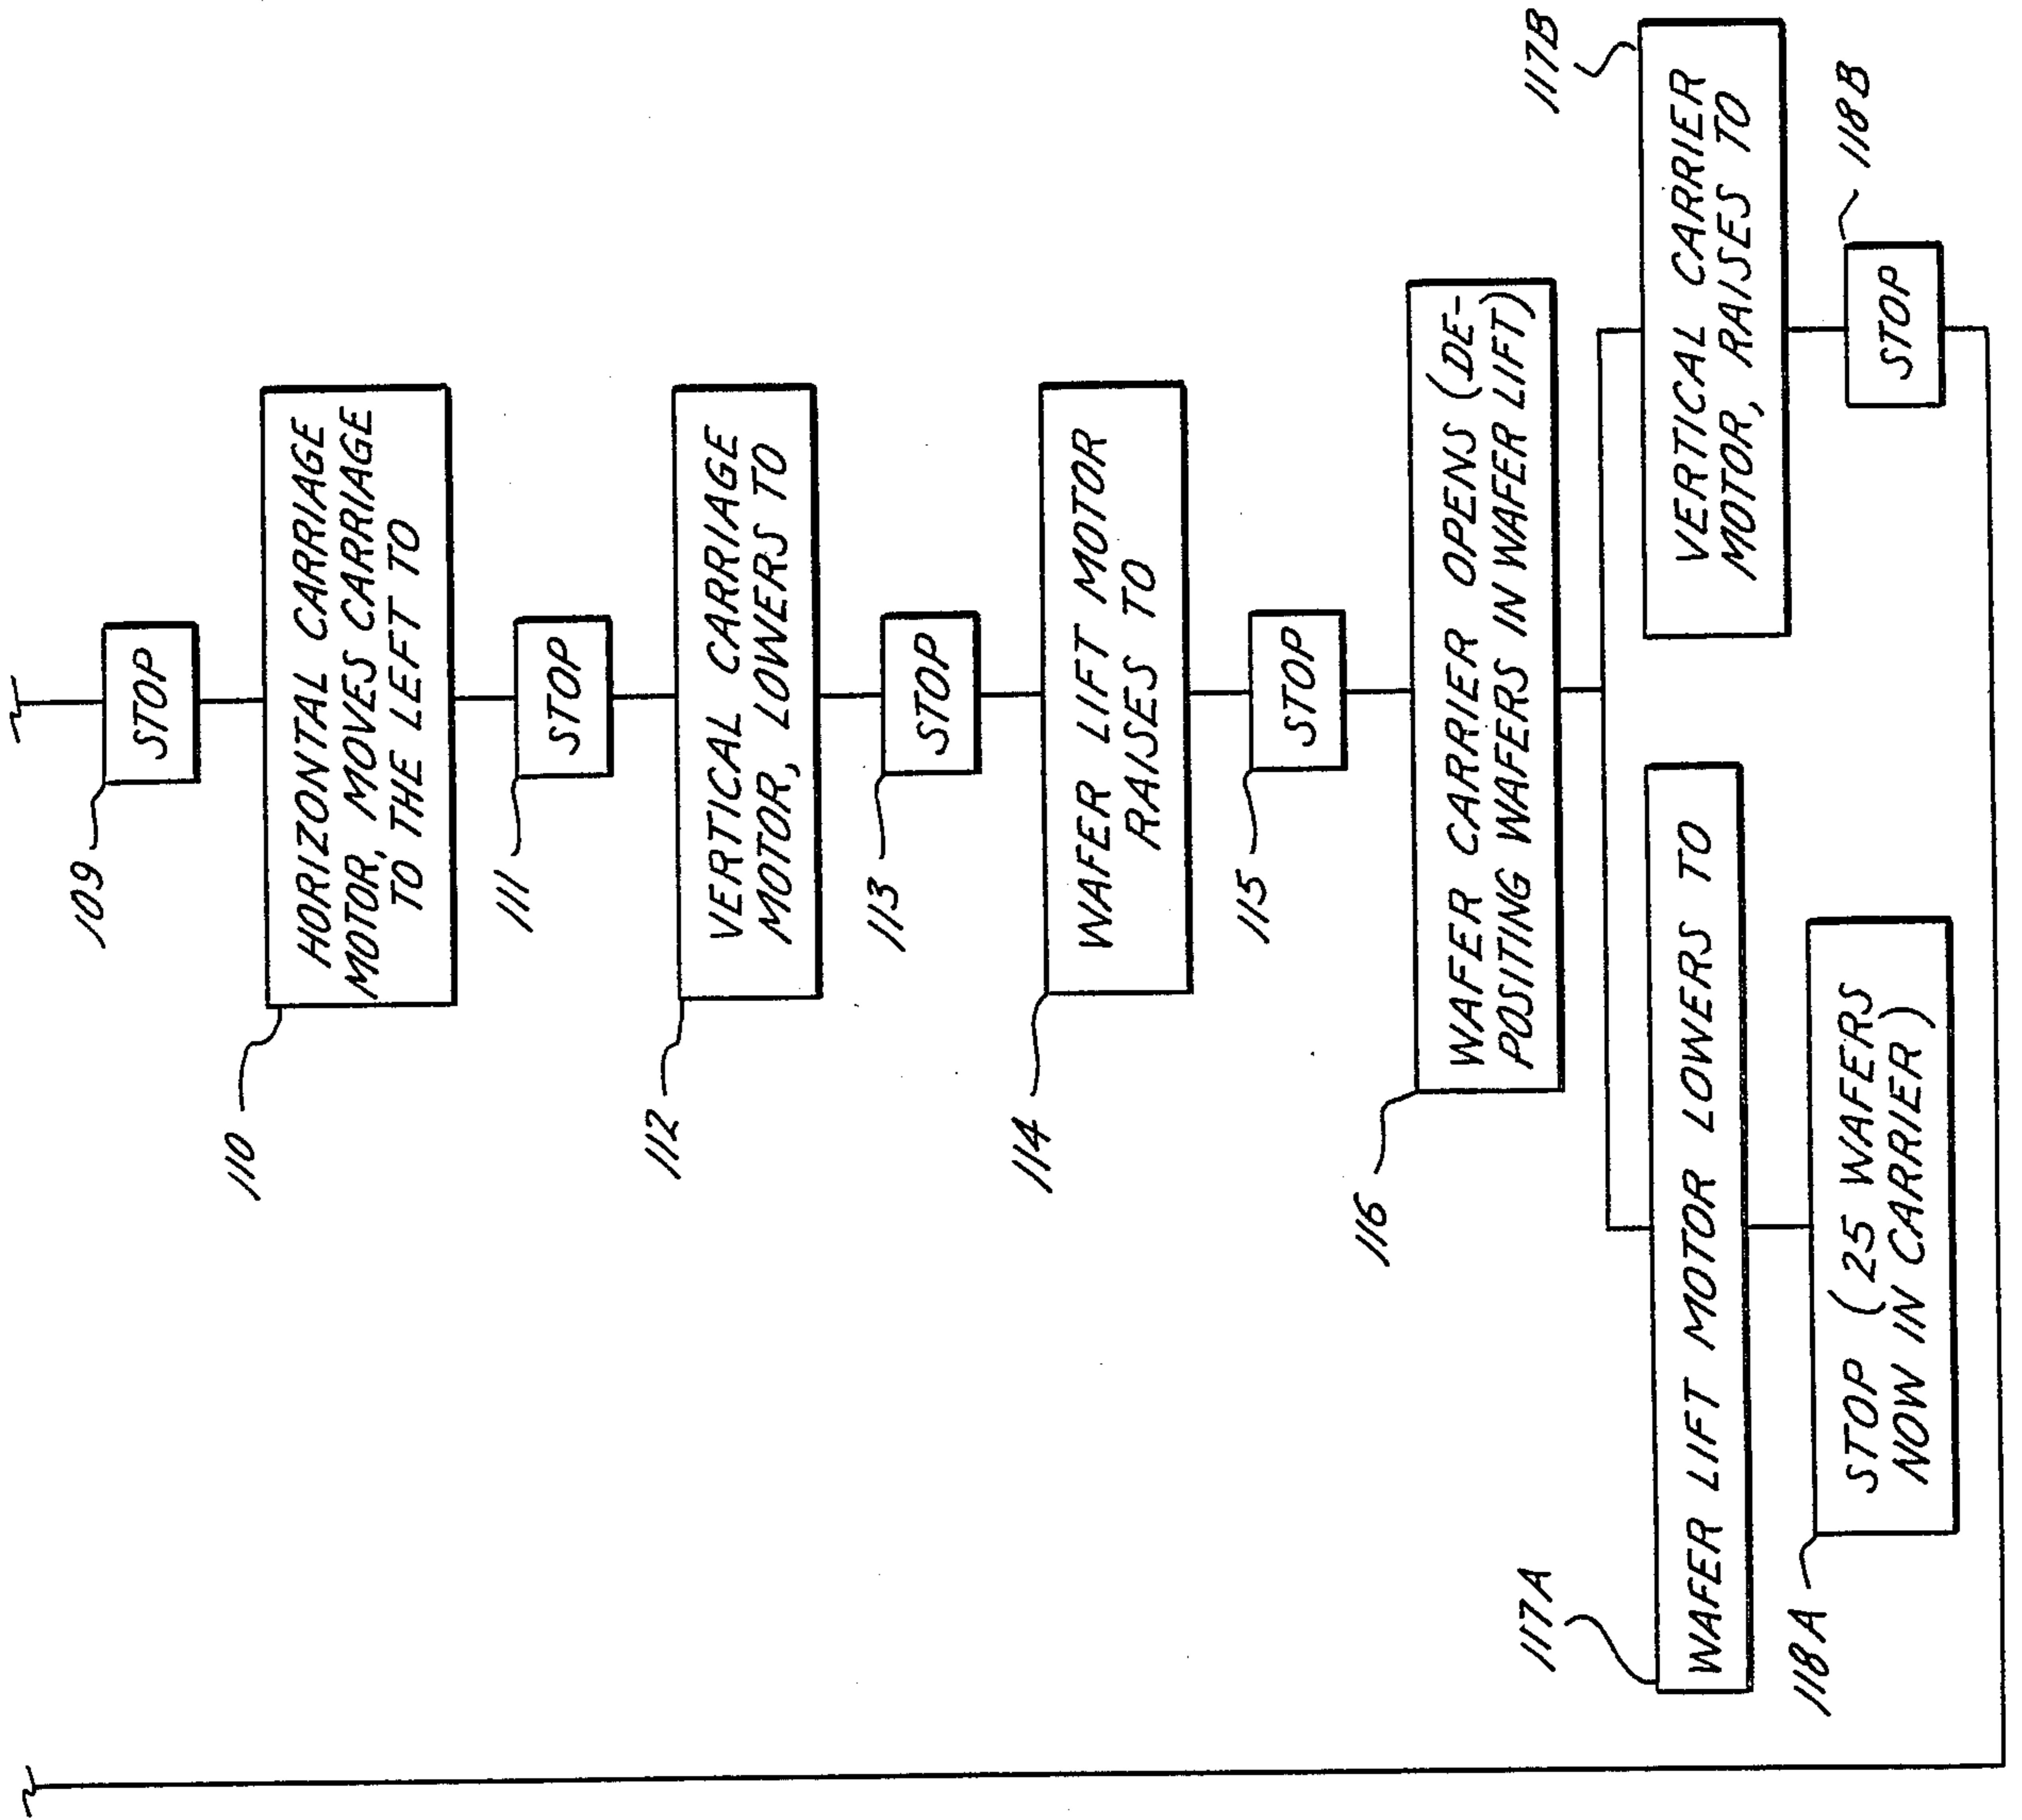 109
STOP
110
HORIZONTAL CARRIAGE
MOTOR, MOVES CARRIAGE
TO THE LEFT TO
111
STOP
112
VERTICAL CARRIAGE
MOTOR, LOWERS TO
113
STOP
114
WAFER LIFT MOTOR
RAISES TO
115
STOP
116
WAFER CARRIER OPENS (DE-
POSITING WAFERS IN WAFER LIFT)
117A
WAFER LIFT MOTOR LOWERS TO
117B
VERTICAL CARRIER
MOTOR, RAISES TO
118A
STOP (25 WAFERS
NOW IN CARRIER)
118B
STOP